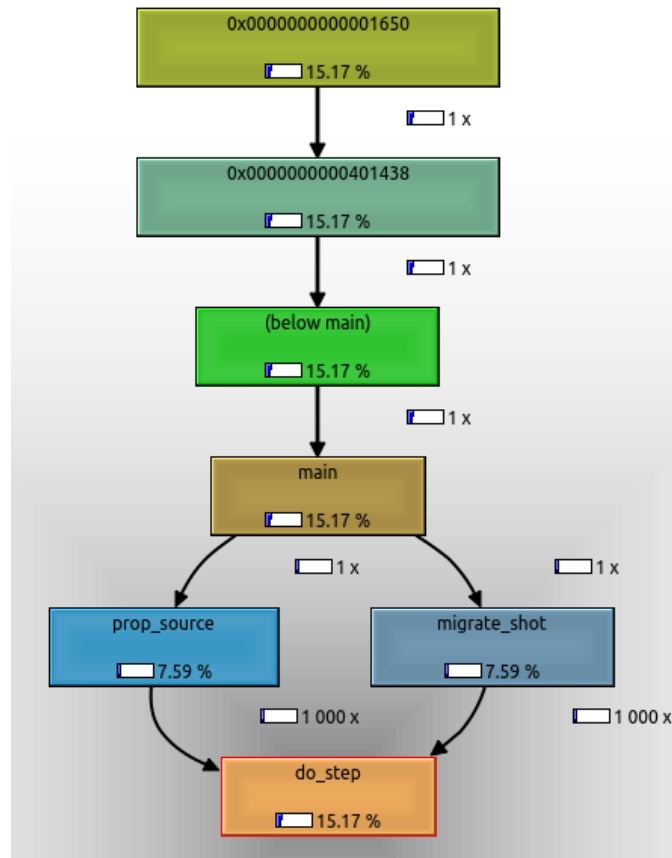 0x0000000000001650
15.17 %
1 x
0x0000000000401438
15.17 %
1 x
(below main)
15.17 %
1 x
main
15.17 %
1 x
1 x
prop_source
migrate_shot
7.59 %
7.59 %
1 000 x
1 000 x
do_step
15.17 %